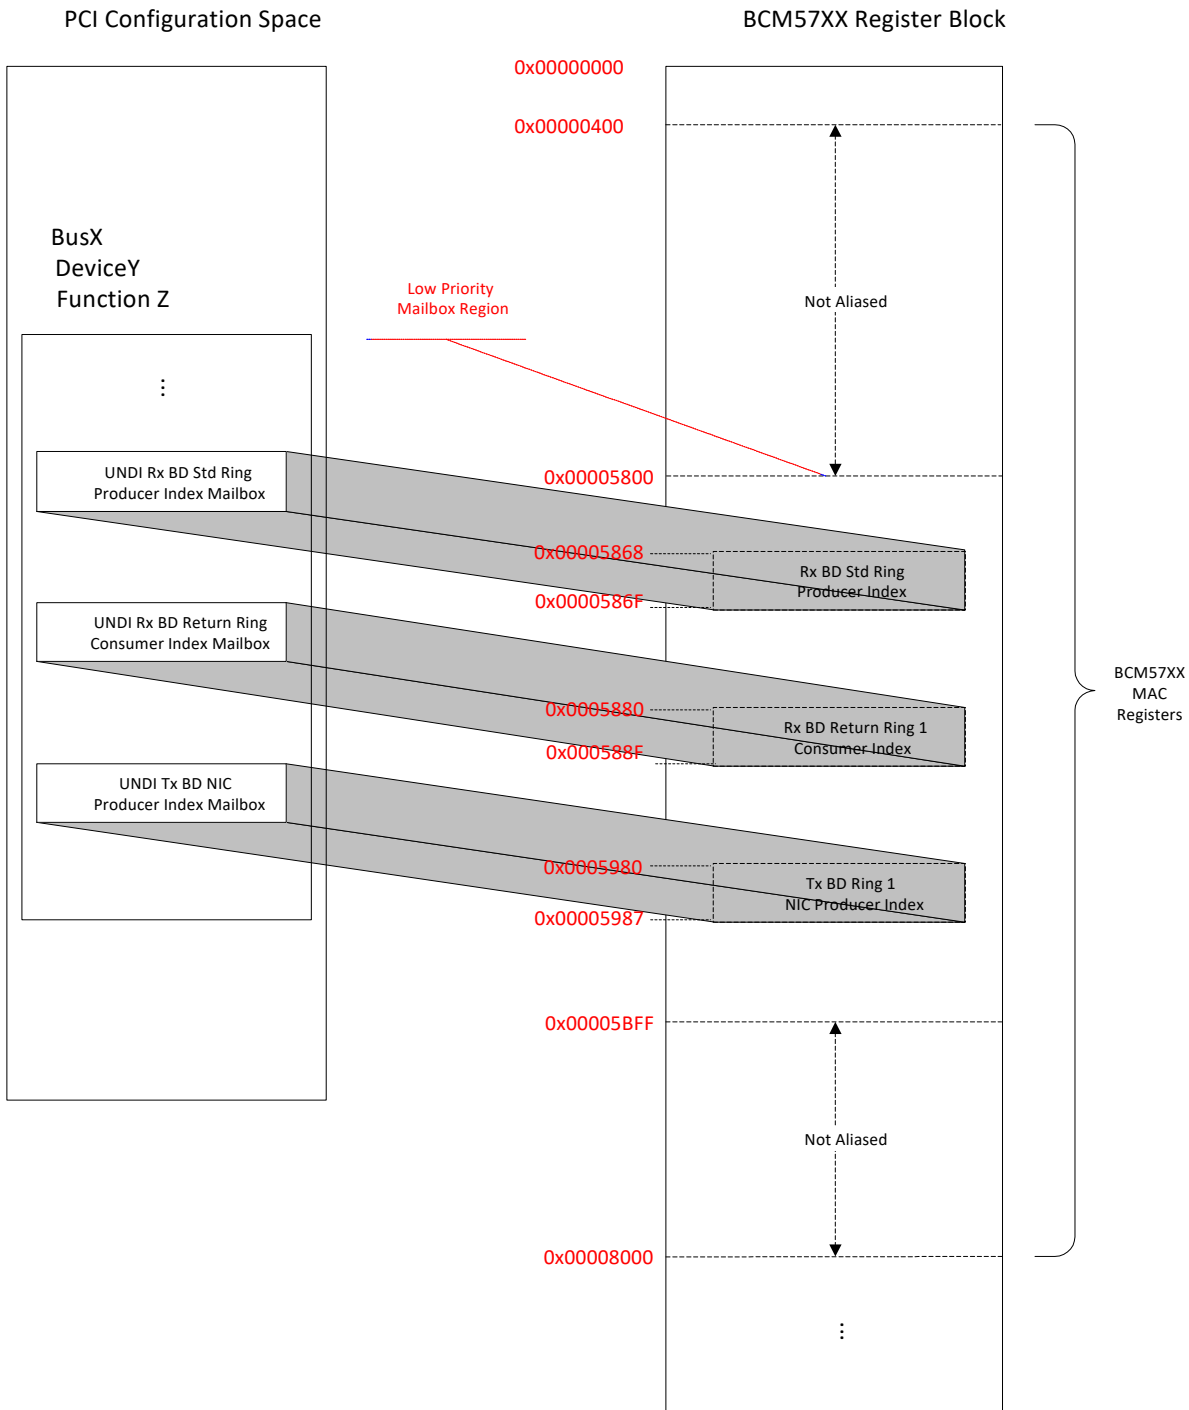 PCI Configuration Space
BCM57XX Register Block
0x00000000
0x00000400
BusX
DeviceY
Function Z
Low Priority
Mailbox Region
Not Aliased
⋮
UNDI Rx BD Std Ring
Producer Index Mailbox
0x00005800
0x00005868
Rx BD Std Ring
Producer Index
0x0000586F
UNDI Rx BD Return Ring
Consumer Index Mailbox
BCM57XX
MAC
Registers
0x0005880
Rx BD Return Ring 1
Consumer Index
0x000588F
UNDI Tx BD NIC
Producer Index Mailbox
0x0005980
Tx BD Ring 1
NIC Producer Index
0x00005987
0x00005BFF
Not Aliased
0x00008000
⋮